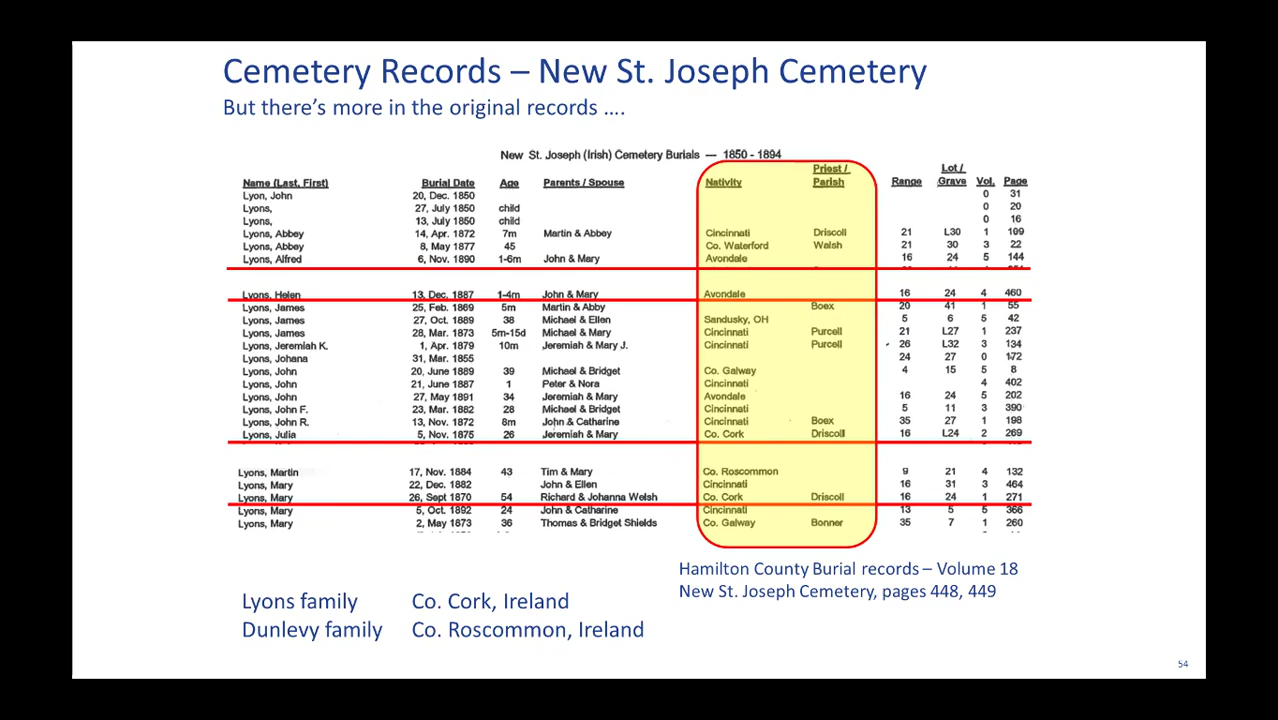 Cemetery Records – New St. Joseph Cemetery
But there's more in the original records ….
New St. Joseph (Irish) Cemetery Burials — 1850 - 1894
Name (Last, First) Burial Date Age Parents / Spouse Nativity Priest / Parish Range Lot / Grave Vol. Page
Lyon, John 20, Dec. 1850 0 31
Lyons, 27, July 1850 child 0 20
Lyons, 13, July 1850 child 0 16
Lyons, Abbey 14, Apr. 1872 7m Martin & Abbey Cincinnati Driscoll 21 L30 1 109
Lyons, Abbey 8, May 1877 45 Co. Waterford Walsh 21 30 3 22
Lyons, Alfred 6, Nov. 1890 1-6m John & Mary Avondale 16 24 5 144
Lyons, Helen 13, Dec. 1887 1-4m John & Mary Avondale 16 24 4 460
Lyons, James 25, Feb. 1869 5m Martin & Abby Boex 20 41 1 55
Lyons, James 27, Oct. 1889 38 Michael & Ellen Sandusky, OH 5 6 5 42
Lyons, James 28, Mar. 1873 5m-15d Michael & Mary Cincinnati Purcell 21 L27 1 237
Lyons, Jeremiah K. 1, Apr. 1879 10m Jeremiah & Mary J. Cincinnati Purcell 26 L32 3 134
Lyons, Johana 31, Mar. 1855 24 27 0 172
Lyons, John 20, June 1889 39 Michael & Bridget Co. Galway 4 15 5 8
Lyons, John 21, June 1887 1 Peter & Nora Cincinnati 4 402
Lyons, John 27, May 1891 34 Jeremiah & Mary Avondale 16 24 5 202
Lyons, John F. 23, Mar. 1882 28 Michael & Bridget Cincinnati 5 11 3 390
Lyons, John R. 13, Nov. 1872 8m John & Catharine Cincinnati Boex 35 27 1 198
Lyons, Julia 5, Nov. 1875 26 Jeremiah & Mary Co. Cork Driscoll 16 L24 2 269
Lyons, Martin 17, Nov. 1884 43 Tim & Mary Co. Roscommon 9 21 4 132
Lyons, Mary 22, Dec. 1882 John & Ellen Cincinnati 16 31 3 464
Lyons, Mary 26, Sept 1870 54 Richard & Johanna Welsh Co. Cork Driscoll 16 24 1 271
Lyons, Mary 5, Oct. 1892 24 John & Catharine Cincinnati 13 5 5 366
Lyons, Mary 2, May 1873 36 Thomas & Bridget Shields Co. Galway Bonner 35 7 1 260
Hamilton County Burial records – Volume 18
New St. Joseph Cemetery, pages 448, 449
Lyons family Co. Cork, Ireland
Dunlevy family Co. Roscommon, Ireland
54